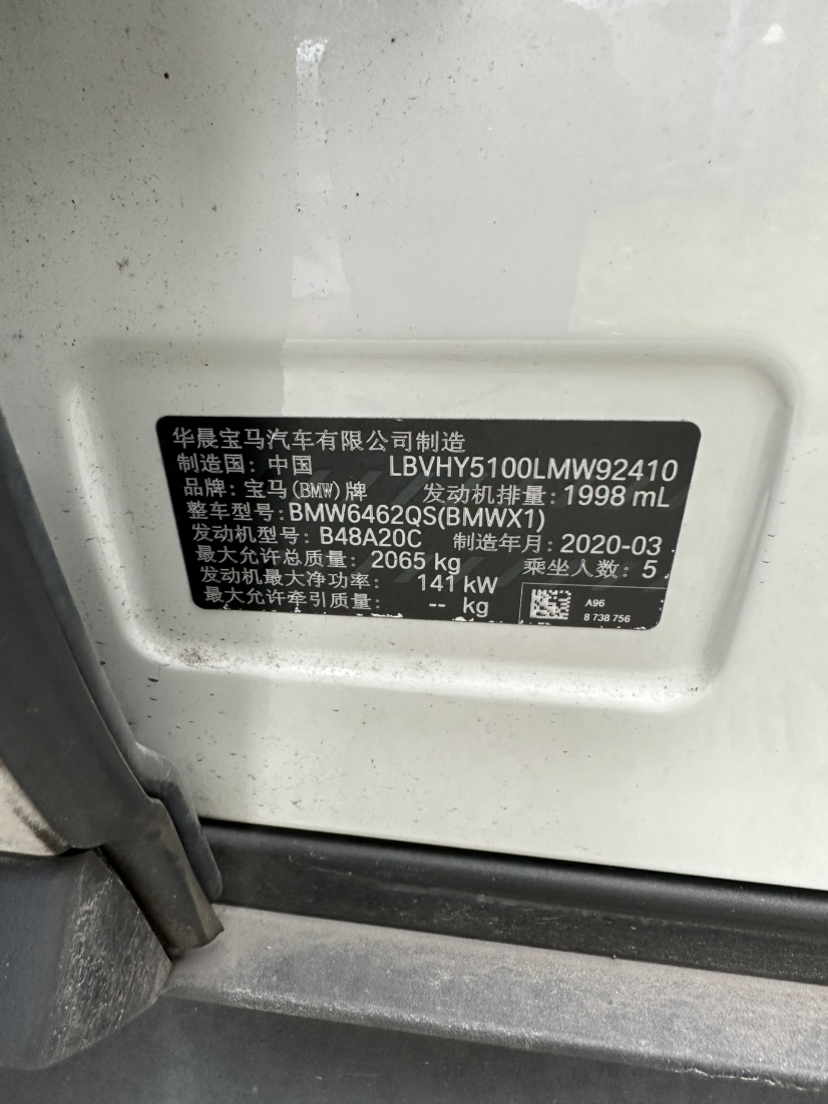 华晨宝马汽车有限公司制造
制造国: 中国 LBVHY5100LMW92410
品牌: 宝马(BMW)牌 发动机排量: 1998 mL
整车型号: BMW6462QS(BMWX1)
发动机型号: B48A20C 制造年月: 2020-03
最大允许总质量: 2065 kg 乘坐人数: 5
发动机最大净功率: 141 kW
最大允许牵引质量: -- kg
A96
8 738 756